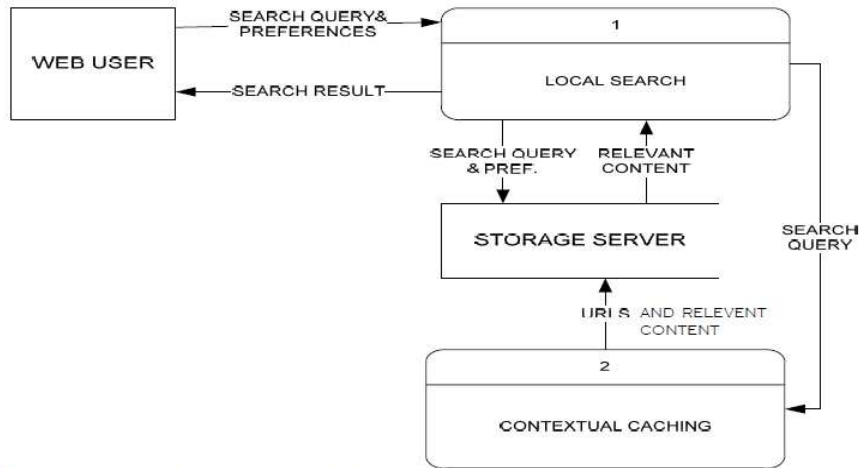 SEARCH QUERY&
PREFERENCES
WEB USER
SEARCH RESULT
1
LOCAL SEARCH
SEARCH QUERY
& PREF.
RELEVANT
CONTENT
STORAGE SERVER
SEARCH
QUERY
URLS AND RELEVENT
CONTENT
2
CONTEXTUAL CACHING